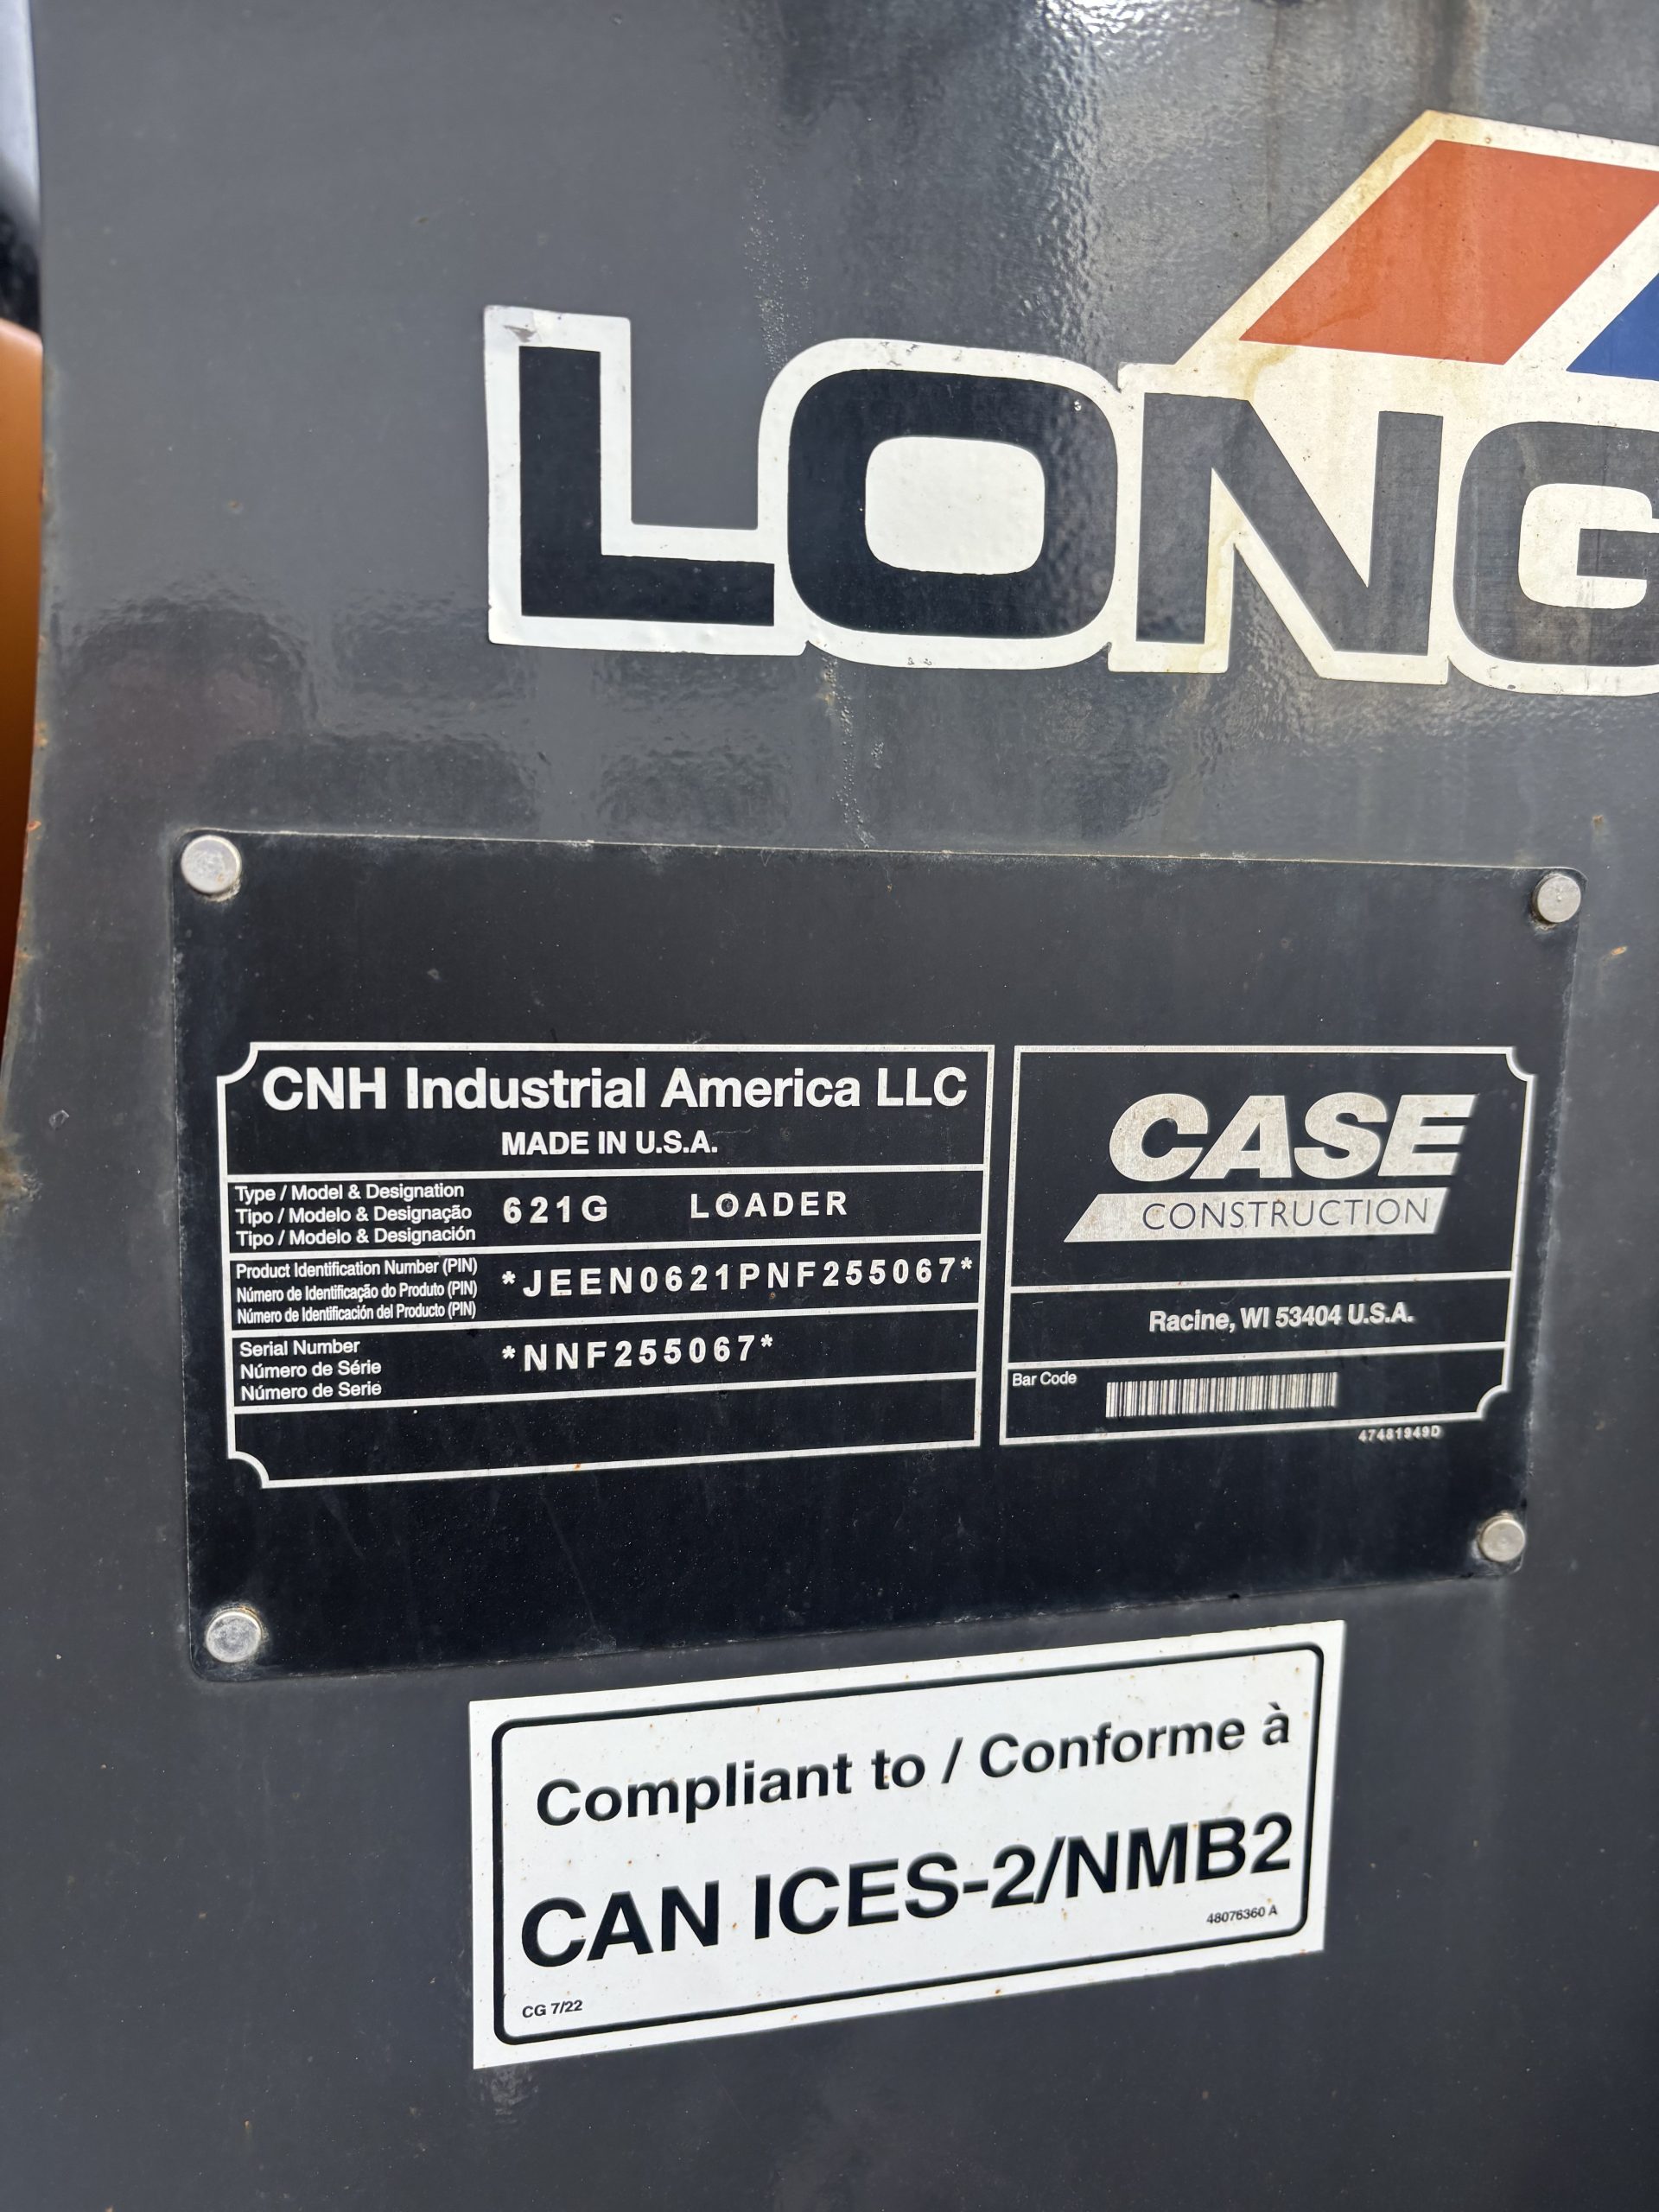 LONG
CNH Industrial America LLC
MADE IN U.S.A.
Type / Model & Designation
Tipo / Modelo & Designação
Tipo / Modelo & Designación
621G LOADER
Product Identification Number (PIN)
Número de Identificação do Produto (PIN)
Número de Identificación del Producto (PIN)
*JEEN0621PNF255067*
Serial Number
Número de Série
Número de Serie
*NNF255067*
CASE
CONSTRUCTION
Racine, WI 53404 U.S.A.
Bar Code
47481949D
Compliant to / Conforme à
CAN ICES-2/NMB2
48076360 A
CG 7/22